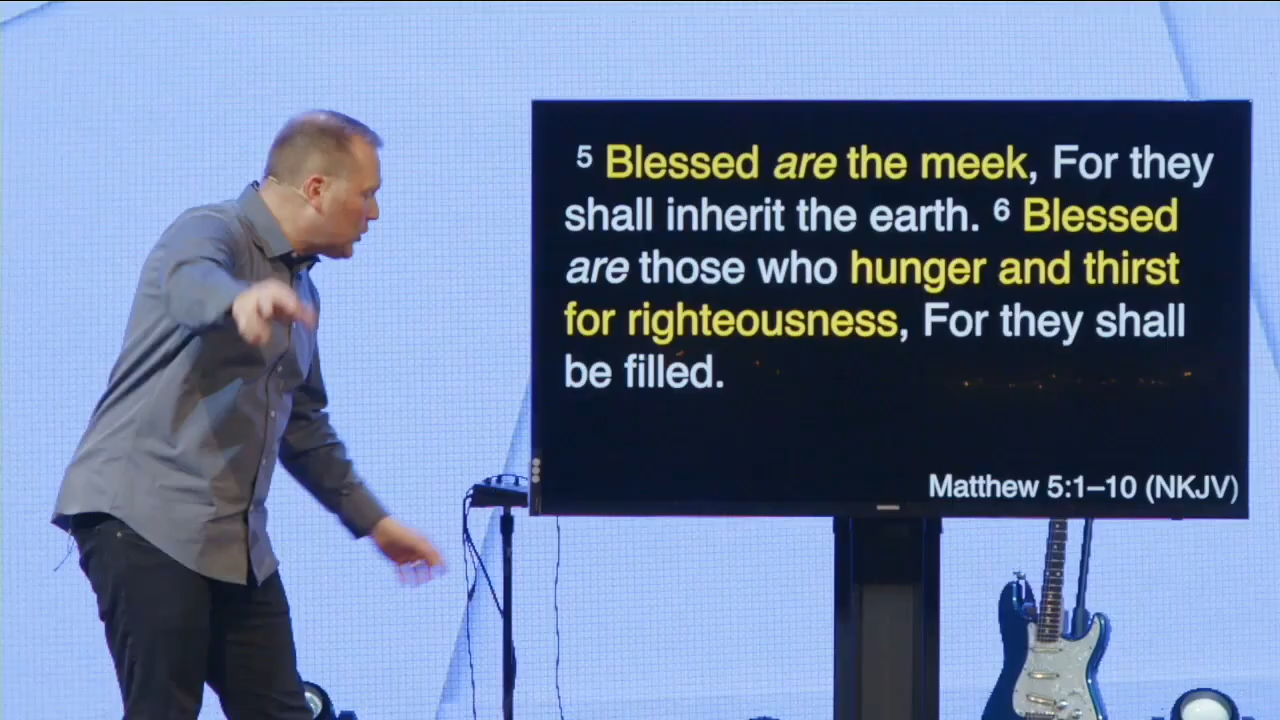 5 Blessed are the meek, For they
shall inherit the earth. 6 Blessed
are those who hunger and thirst
for righteousness, For they shall
be filled.
Matthew 5:1–10 (NKJV)